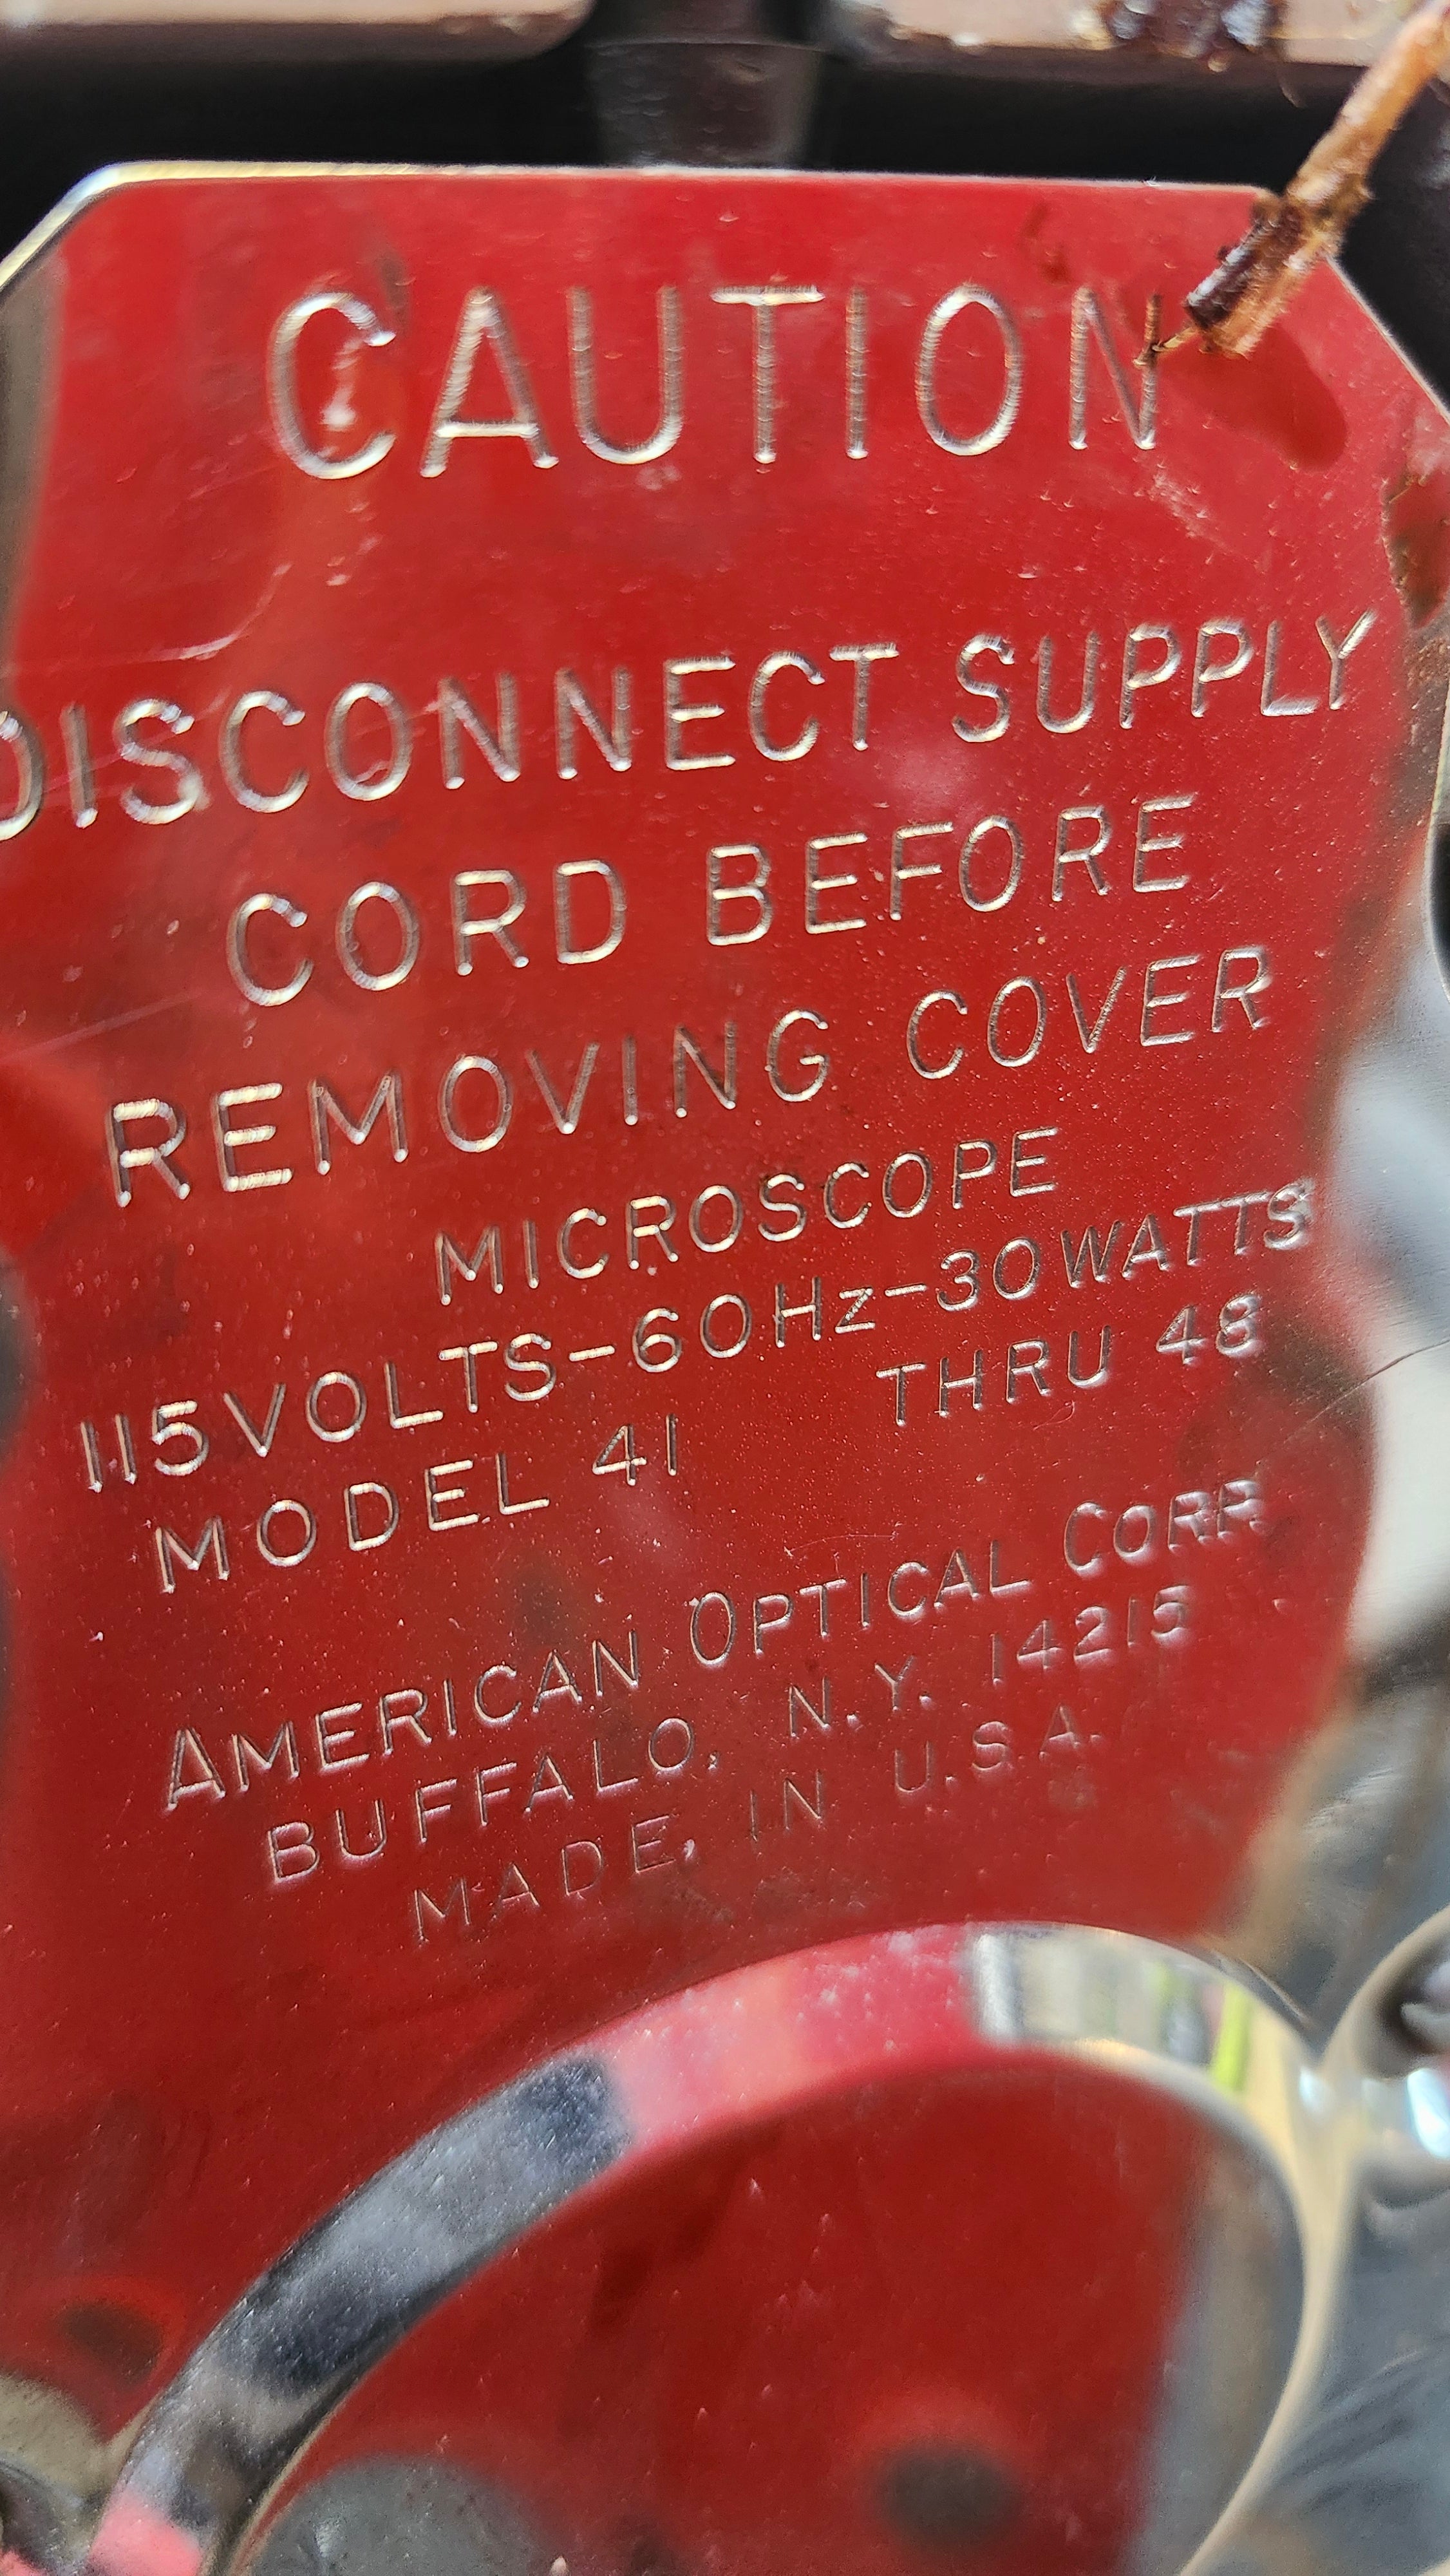 CAUTION
DISCONNECT SUPPLY
CORD BEFORE
REMOVING COVER
MICROSCOPE
115VOLTS-60Hz-30WATTS
MODEL 41 THRU 48
AMERICAN OPTICAL CORP.
BUFFALO, N.Y. 14215
MADE, IN U.S.A.